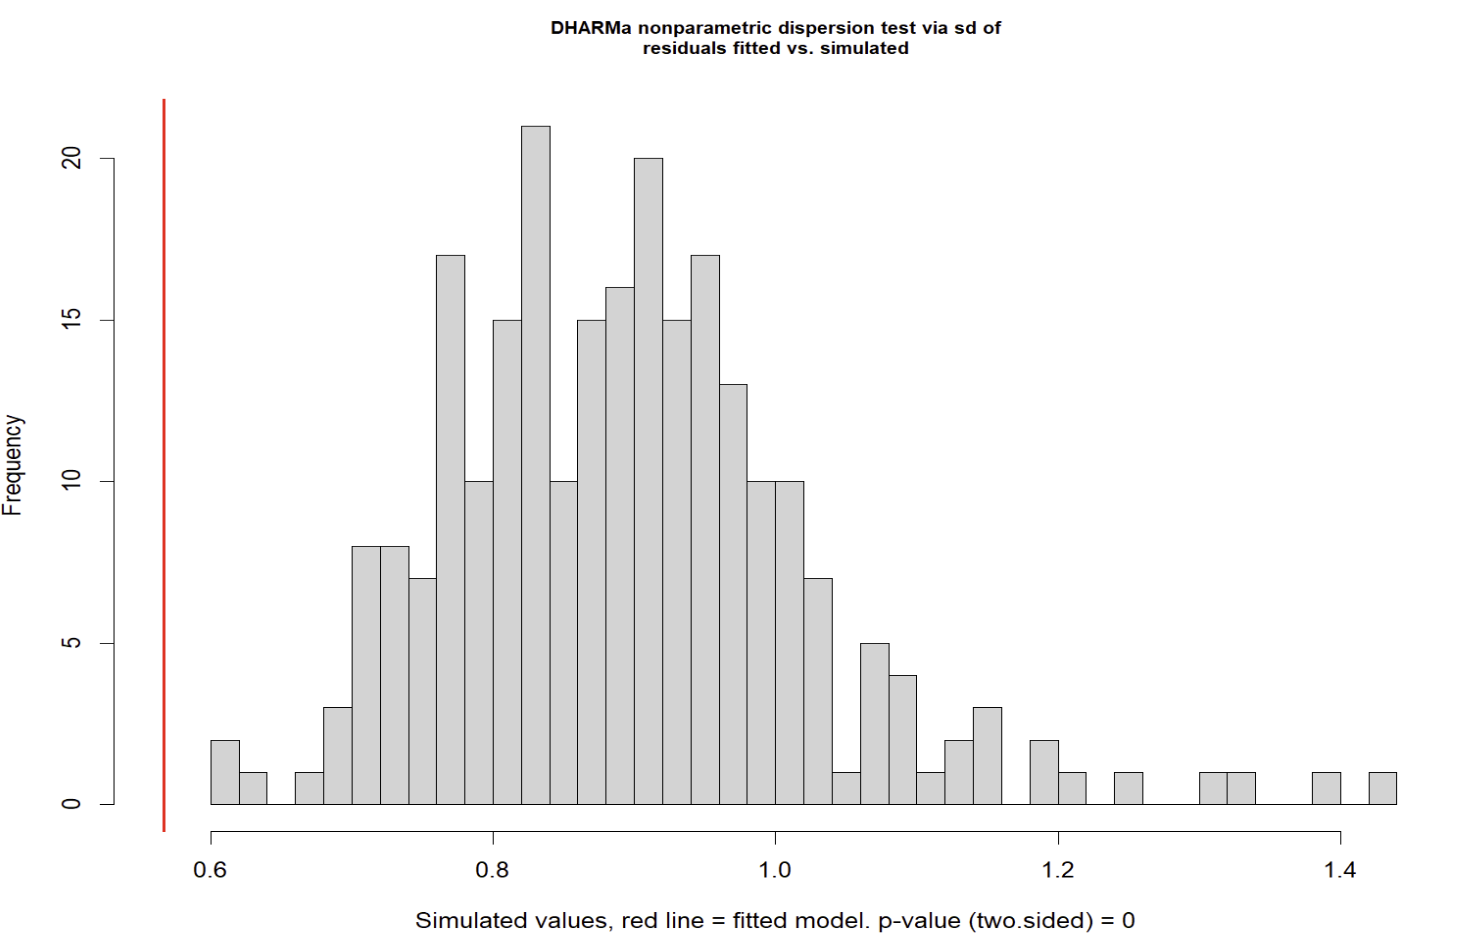 DHARMa nonparametric dispersion test via sd of
residuals fitted vs. simulated
Frequency
20
15
10
5
0
0.6 0.8 1.0 1.2 1.4
Simulated values, red line = fitted model. p-value (two.sided) = 0